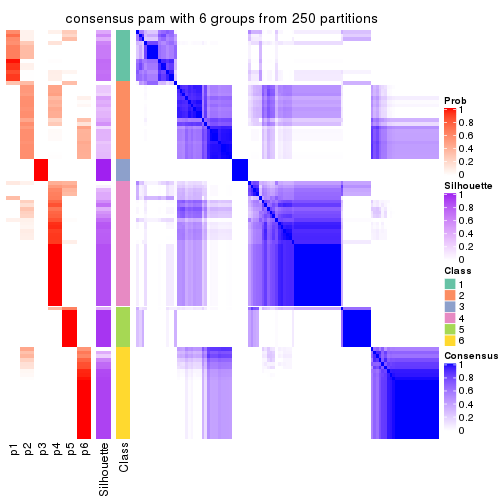 consensus pam with 6 groups from 250 partitions
Prob
1
0.8
0.6
0.4
0.2
0
Silhouette
1
0.8
0.6
0.4
0.2
0
Class
1
2
3
4
5
6
Consensus
1
0.8
0.6
0.4
0.2
0
p1
p2
p3
p4
p5
p6
Silhouette
Class